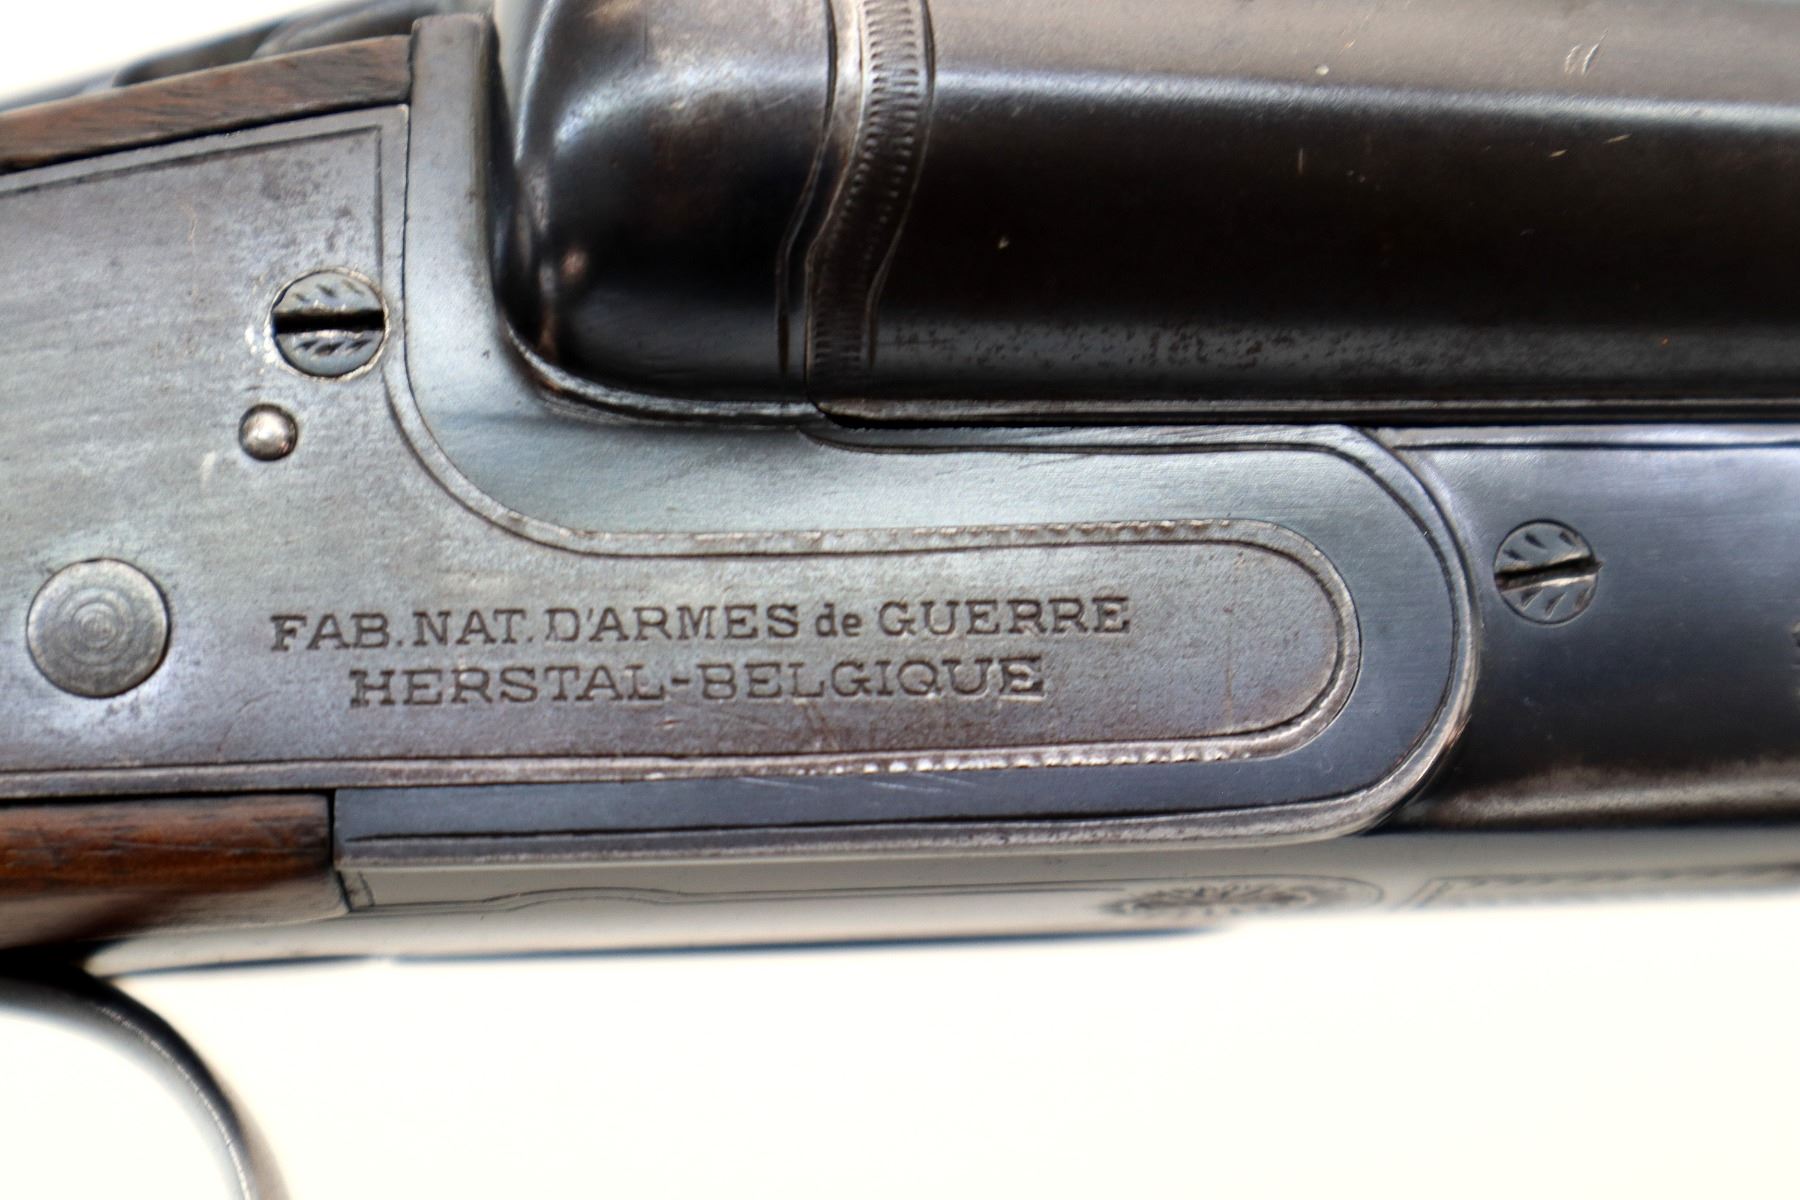 FAB. NAT. D'ARMES de GUERRE
HERSTAL-BELGIQUE